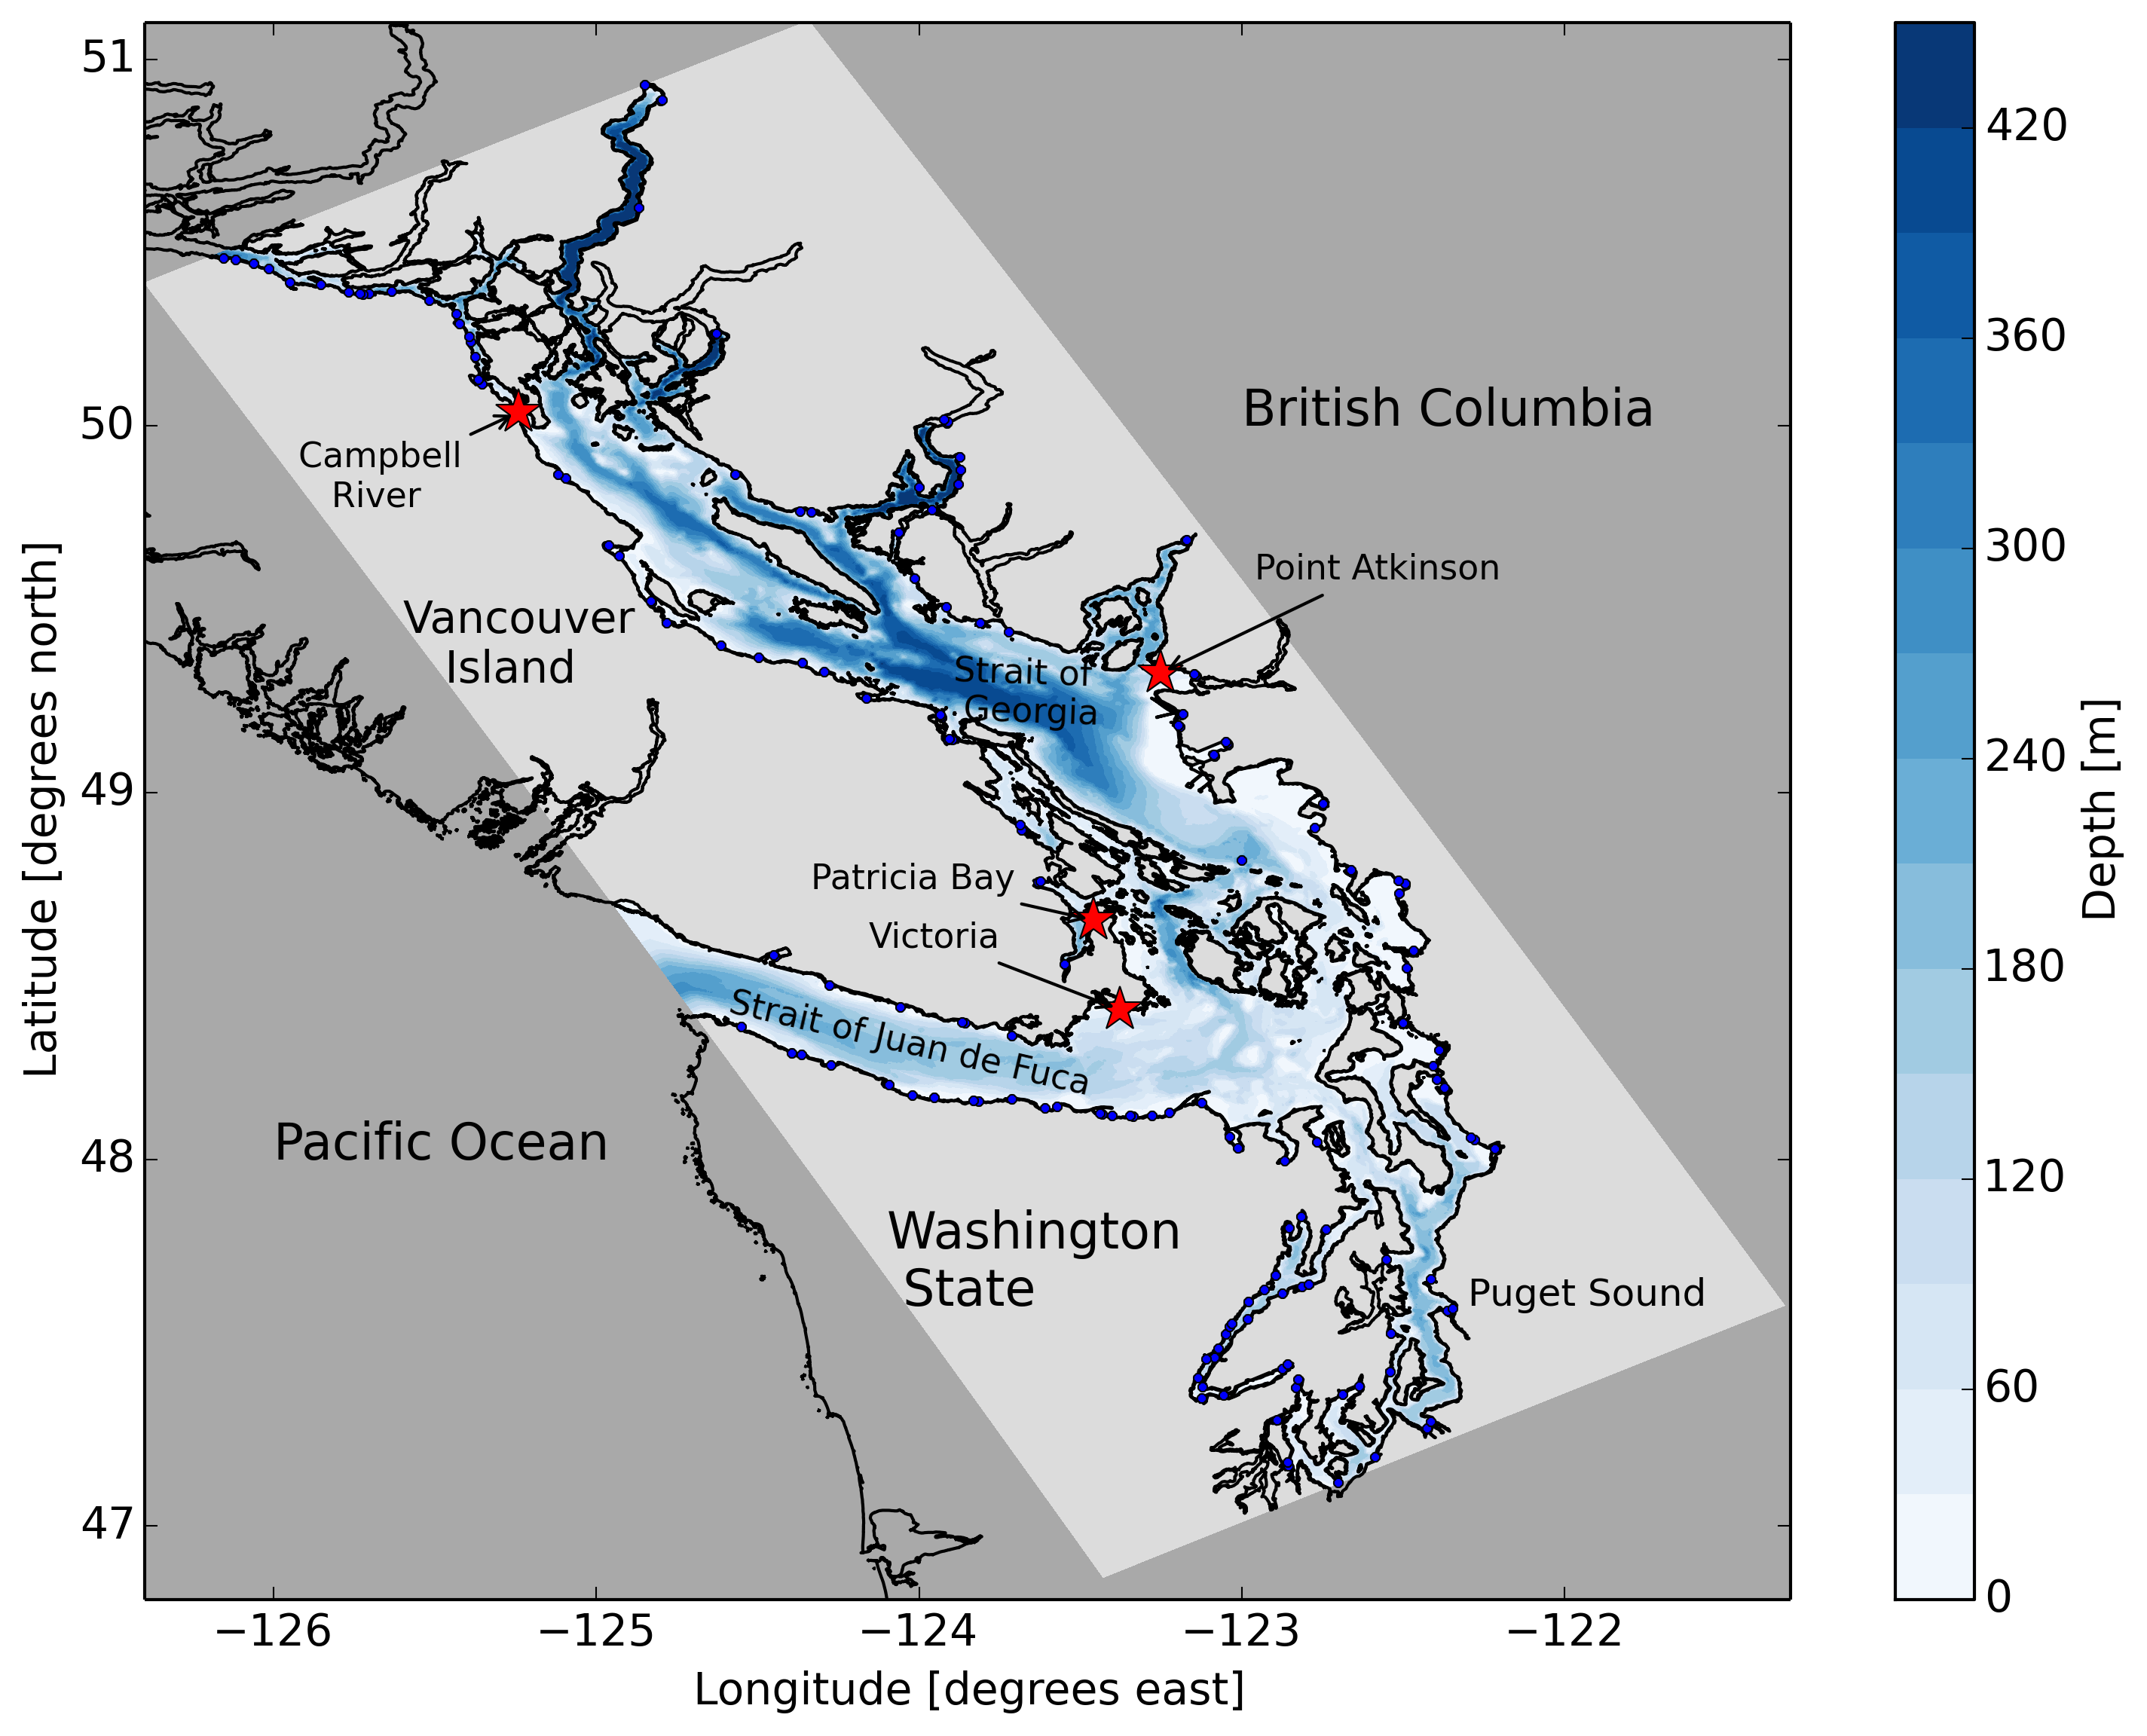 51
50
49
48
47
Latitude [degrees north]
−126
−125
−124
−123
−122
Longitude [degrees east]
British Columbia
Campbell
River
Point Atkinson
Vancouver
Island
Strait of
Georgia
Patricia Bay
Victoria
Strait of Juan de Fuca
Pacific Ocean
Washington
State
Puget Sound
420
360
300
240
180
120
60
0
Depth [m]